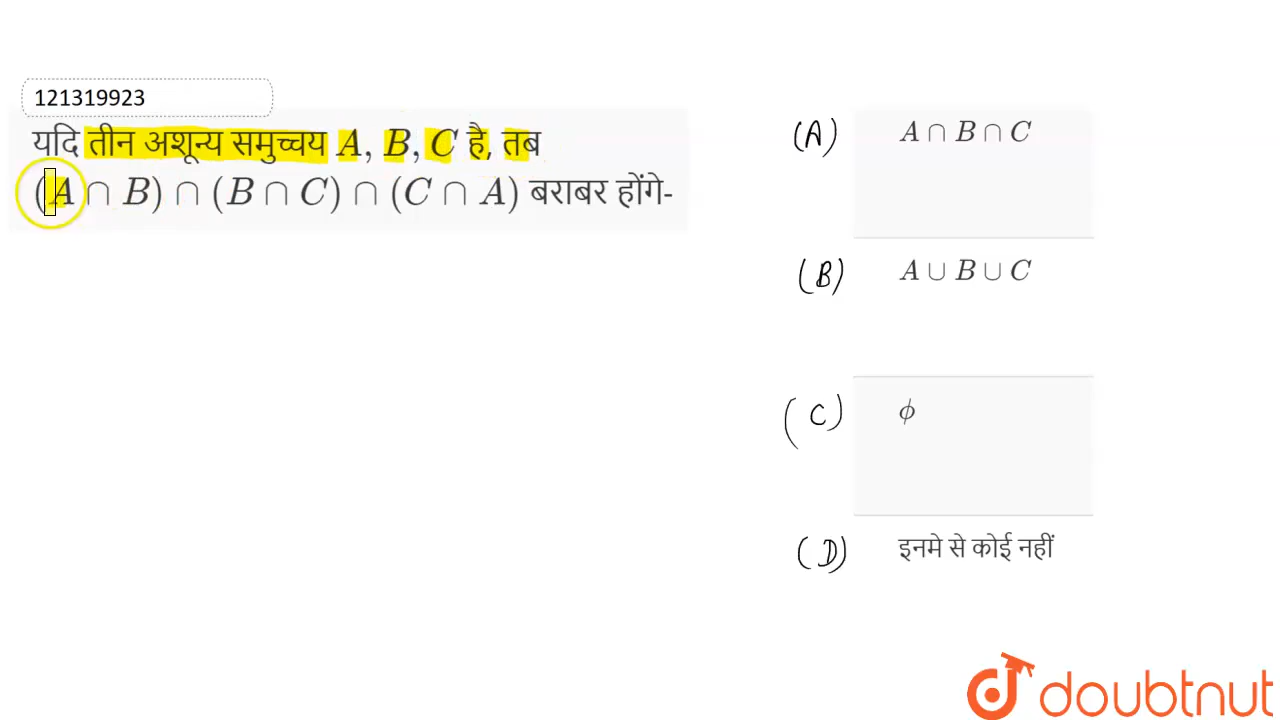 121319923
यदि तीन अशून्य समुच्चय A, B, C है, तब
(A ∩ B) ∩ (B ∩ C) ∩ (C ∩ A) बराबर होंगे-
(A) A ∩ B ∩ C
(B) A ∪ B ∪ C
(C) ϕ
(D) इनमे से कोई नहीं
doubtnut